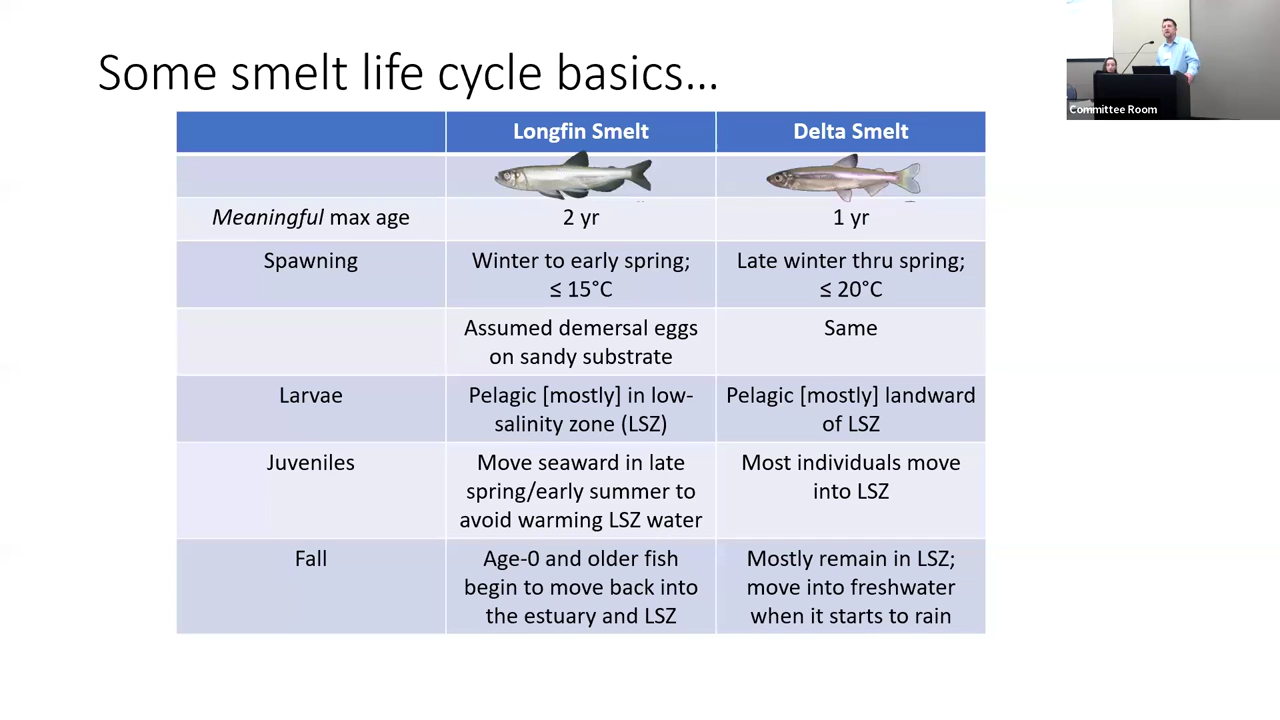 Some smelt life cycle basics...
Committee Room
Longfin Smelt
Delta Smelt
Meaningful max age
2 yr
1 yr
Spawning
Winter to early spring;
≤ 15°C
Late winter thru spring;
≤ 20°C
Assumed demersal eggs
on sandy substrate
Same
Larvae
Pelagic [mostly] in low-
salinity zone (LSZ)
Pelagic [mostly] landward
of LSZ
Juveniles
Move seaward in late
spring/early summer to
avoid warming LSZ water
Most individuals move
into LSZ
Fall
Age-0 and older fish
begin to move back into
the estuary and LSZ
Mostly remain in LSZ;
move into freshwater
when it starts to rain